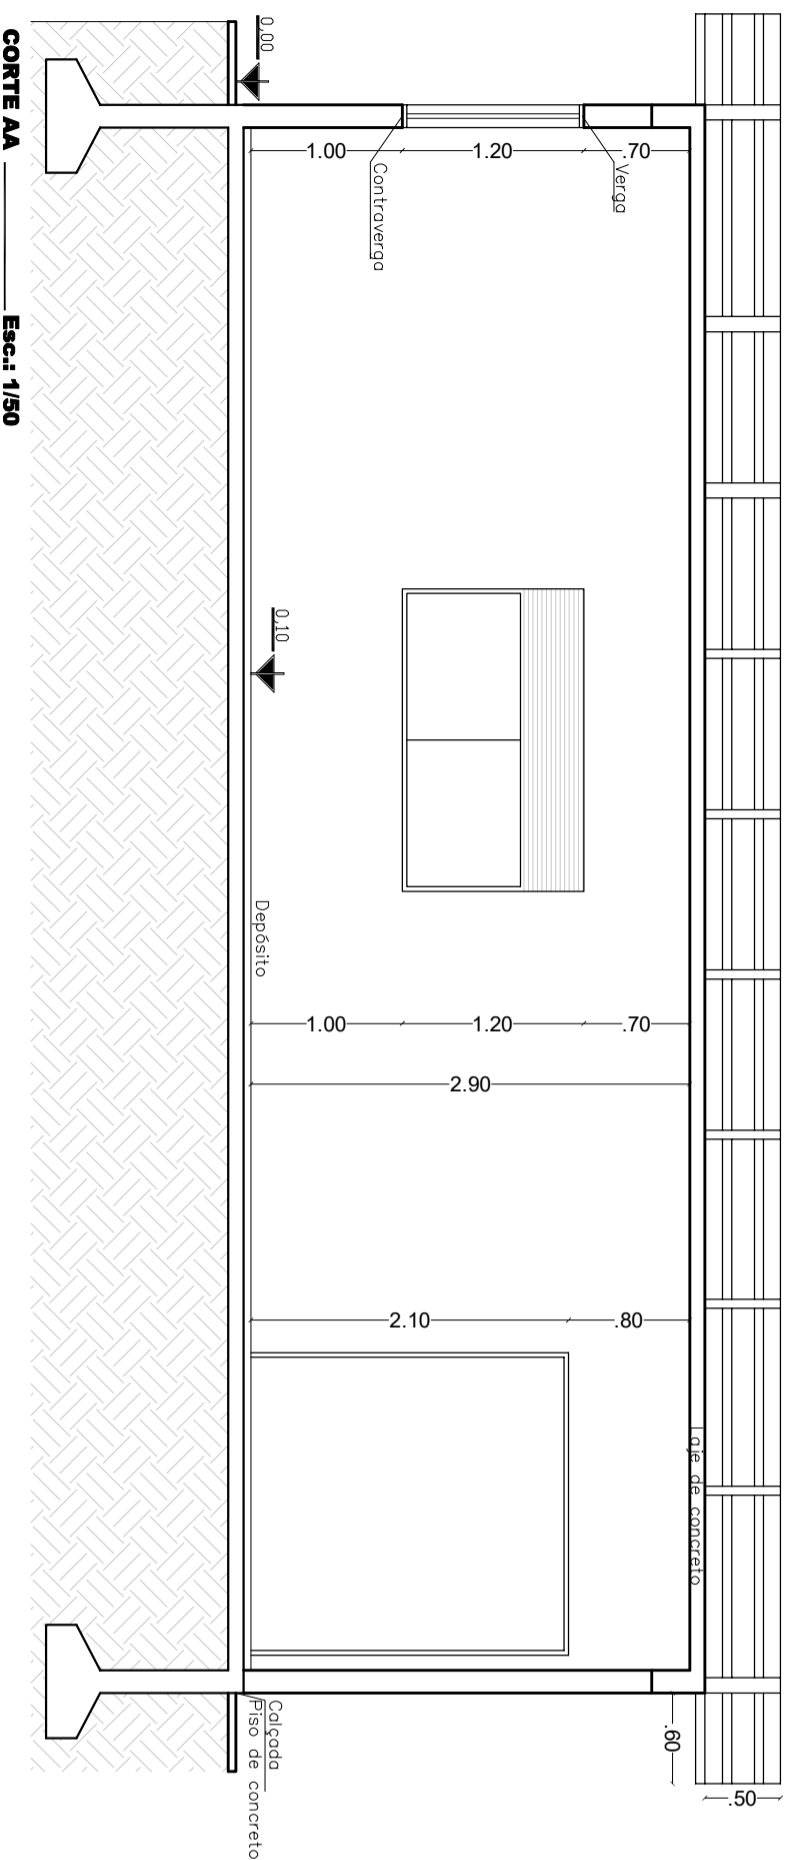 0,00
1.00
1.20
.70
Contraverga
Verga
0,10
Depósito
1.00
1.20
.70
2.90
2.10
.80
Laje de concreto
Calçada
Piso de concreto
.60
.50
CORTE AA
Esc.: 1/50